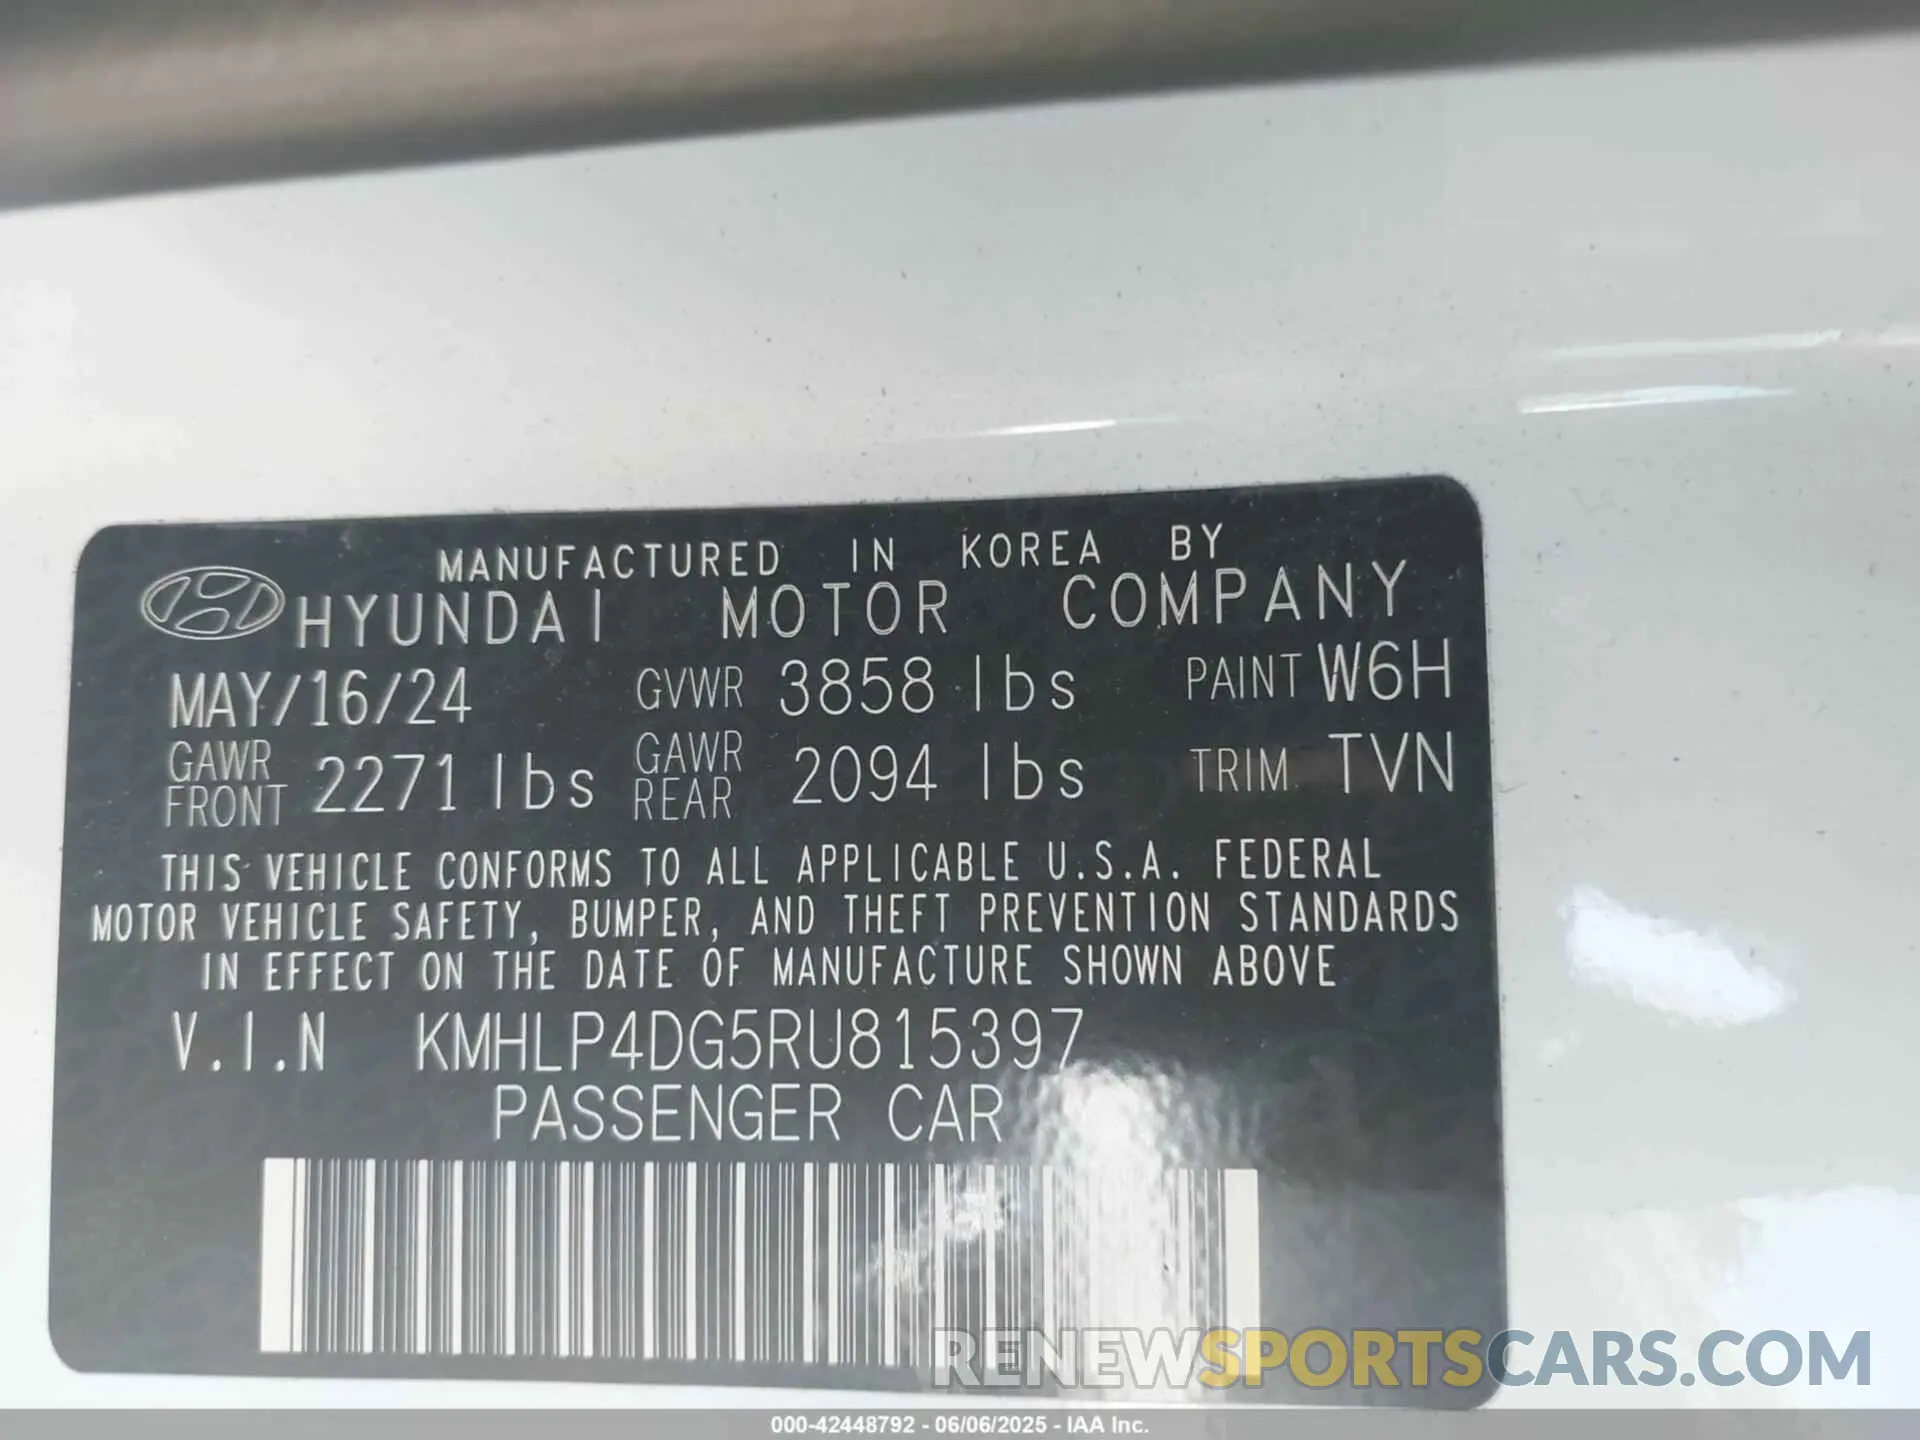 MANUFACTURED IN KOREA BY
HYUNDAI MOTOR COMPANY
MAY/16/24 GVWR 3858 lbs PAINT W6H
GAWR FRONT 2271 lbs GAWR REAR 2094 lbs TRIM TVN
THIS VEHICLE CONFORMS TO ALL APPLICABLE U.S.A. FEDERAL
MOTOR VEHICLE SAFETY, BUMPER, AND THEFT PREVENTION STANDARDS
IN EFFECT ON THE DATE OF MANUFACTURE SHOWN ABOVE
V.I.N KMHLP4DG5RU815397
PASSENGER CAR
RENEWSPORTSCARS.COM
000-42448792 - 06/06/2025 - IAA Inc.